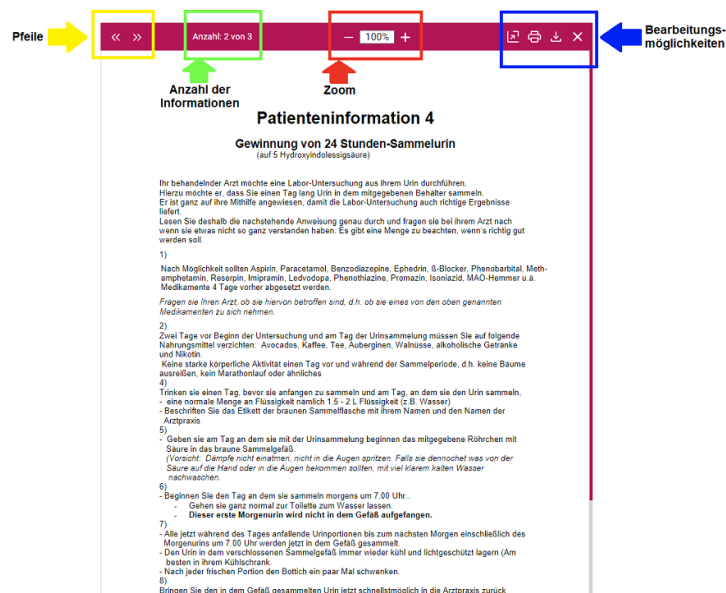 Pfeile
Anzahl: 2 von 3
100%
Bearbeitungs-
möglichkeiten
Anzahl der
Informationen
Zoom
Patienteninformation 4
Gewinnung von 24 Stunden-Sammelurin
(auf 5 Hydroxyindolessigsäure)
Ihr behandelnder Arzt möchte eine Labor-Untersuchung aus ihrem Urin durchführen.
Hierzu möchte er, dass Sie einen Tag lang Urin in dem mitgegebenen Behälter sammeln.
Er ist ganz auf ihre Mithilfe angewiesen, damit die Labor-Untersuchung auch richtige Ergebnisse
liefert.
Lesen Sie deshalb die nachstehende Anweisung genau durch und fragen sie bei ihrem Arzt nach
wenn sie etwas nicht so ganz verstanden haben. Es gibt eine Menge zu beachten, wenn's richtig gut
werden soll.
1)
Nach Möglichkeit sollten Aspirin, Paracetamol, Benzodiazepine, Ephedrin, ß-Blocker, Phenobarbital, Meth-
amphetamin, Reserpin, Imipramin, Ledvodopa, Phenothiazine, Promazin, Isoniazid, MAO-Hemmer u.a.
Medikamente 4 Tage vorher abgesetzt werden.
Fragen sie Ihren Arzt, ob sie hiervon betroffen sind, d.h. ob sie eines von den oben genannten
Medikamenten zu sich nehmen.
2)
Zwei Tage vor Beginn der Untersuchung und am Tag der Urinsammelung müssen Sie auf folgende
Nahrungsmittel verzichten: Avocados, Kaffee, Tee, Auberginen, Walnüsse, alkoholische Getränke
und Nikotin.
Keine starke körperliche Aktivität einen Tag vor und während der Sammelperiode, d.h. keine Bäume
ausreißen, kein Marathonlauf oder ähnliches
4)
Trinken sie einen Tag, bevor sie anfangen zu sammeln und am Tag, an dem sie den Urin sammeln,
- eine normale Menge an Flüssigkeit nämlich 1.5 - 2 L Flüssigkeit (z.B. Wasser)
- Beschriften Sie das Etikett der braunen Sammelflasche mit ihrem Namen und den Namen der
Arztpraxis
5)
- Geben sie am Tag an dem sie mit der Urinsammelung beginnen das mitgegebene Röhrchen mit
Säure in das braune Sammelgefäß.
(Vorsicht: Dämpfe nicht einatmen, nicht in die Augen spritzen. Falls sie dennochet was von der
Säure auf die Hand oder in die Augen bekommen sollten, mit viel klarem kalten Wasser
nachwaschen.
6)
- Beginnen Sie den Tag an dem sie sammeln morgens um 7.00 Uhr..
- Gehen sie ganz normal zur Toilette zum Wasser lassen.
- Dieser erste Morgenurin wird nicht in dem Gefäß aufgefangen.
7)
- Alle jetzt während des Tages anfallende Urinportionen bis zum nächsten Morgen einschließlich des
Morgenurins um 7.00 Uhr werden jetzt in dem Gefäß gesammelt.
- Den Urin in dem verschlossenen Sammelgefäß immer wieder kühl und lichtgeschützt lagern (Am
besten in ihrem Kühlschrank.
- Nach jeder frischen Portion den Bottich ein paar Mal schwenken.
8)
Bringen Sie den in dem Gefäß gesammelten Urin jetzt schnellstmöglich in die Arztpraxis zurück